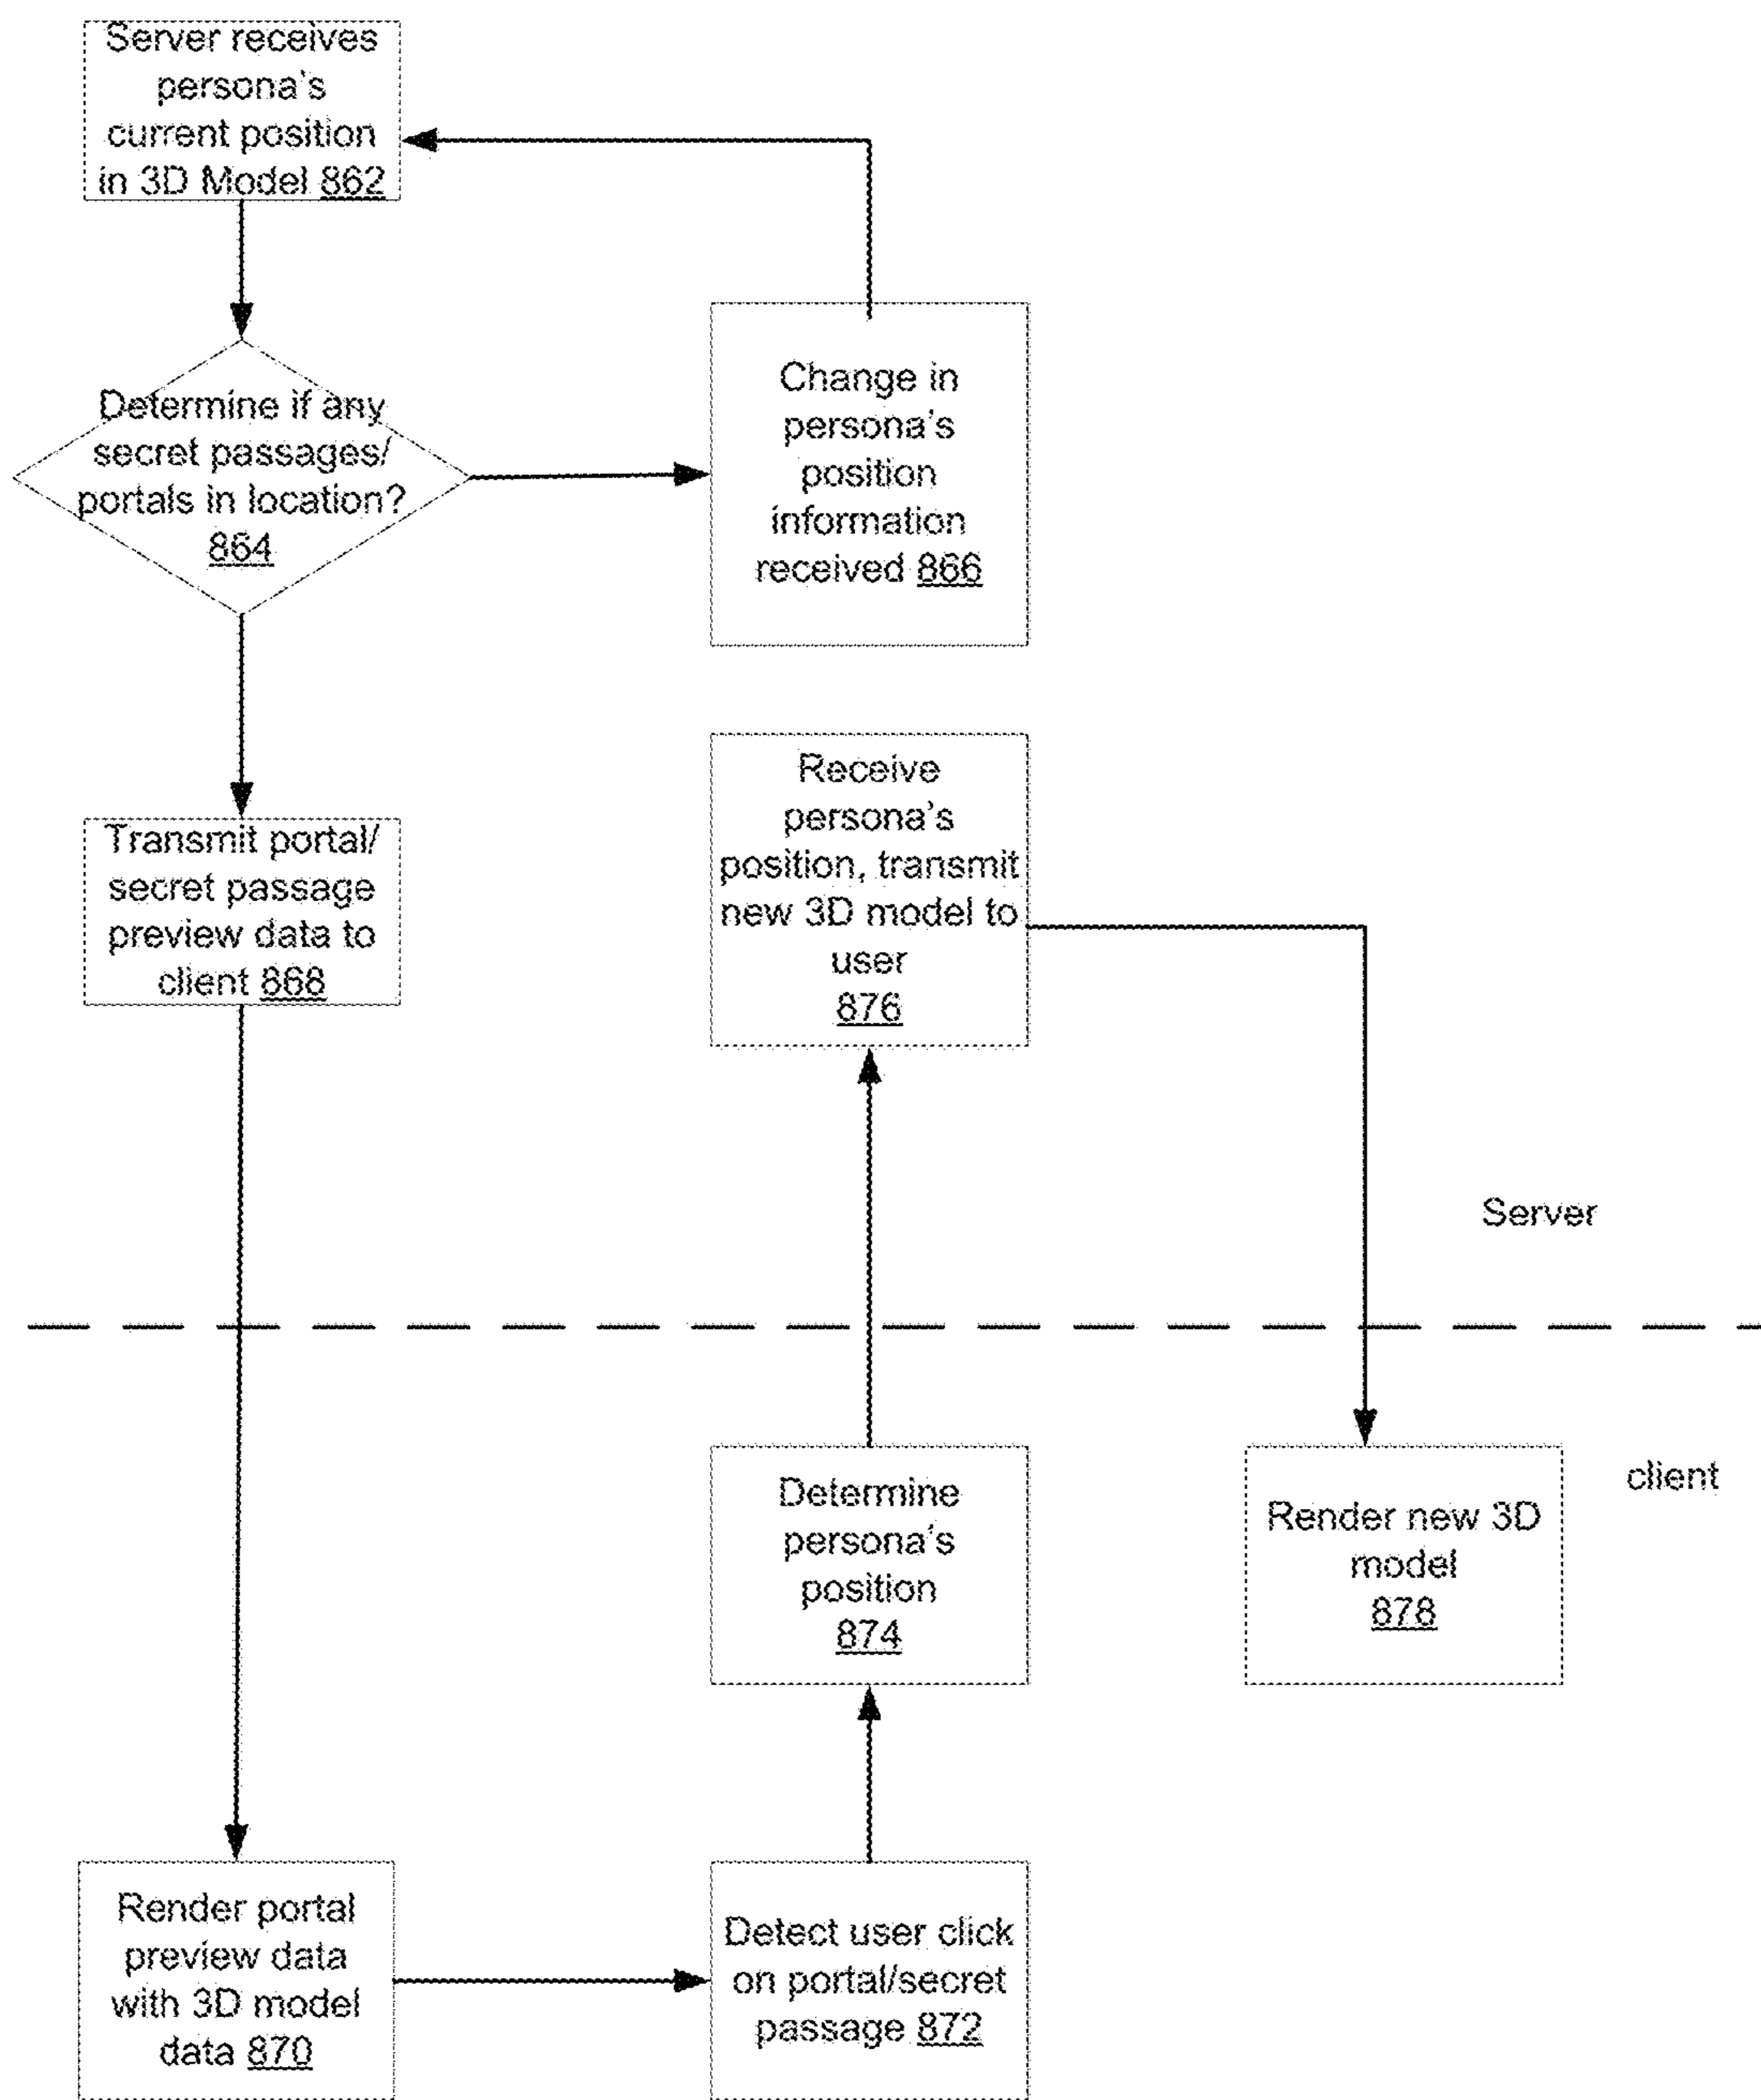 Server receives
persona's
current position
in 3D Model 862
Determine if any
secret passages/
portals in location?
864
Change in
persona's
position
information
received 866
Transmit portal/
secret passage
preview data to
client 868
Receive
persona's
position, transmit
new 3D model to
user
876
Server
client
Determine
persona's
position
874
Render new 3D
model
878
Render portal
preview data
with 3D model
data 870
Detect user click
on portal/secret
passage 872